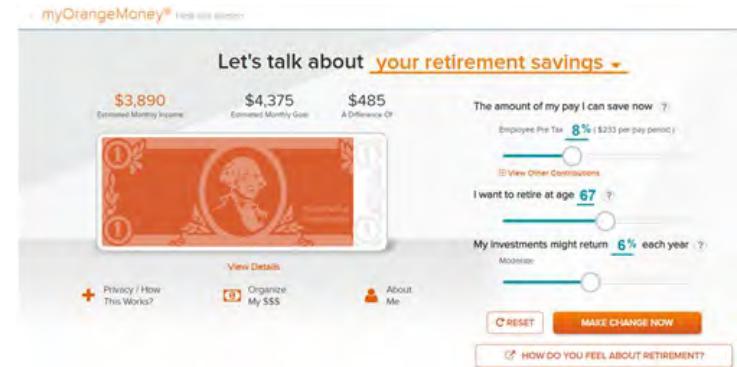 myOrangeMoney®
Let's talk about your retirement savings
$3,890
Estimated Monthly Income
$4,375
Estimated Monthly Goal
$485
A Difference Of
View Details
Privacy / How
This Works?
Organize
My $$$
About
Me
The amount of my pay I can save now ?
Employee Pre Tax 8% ( $233 per pay period )
View Other Contributions
I want to retire at age 67 ?
My investments might return 6% each year ?
Moderate
RESET
MAKE CHANGE NOW
HOW DO YOU FEEL ABOUT RETIREMENT?